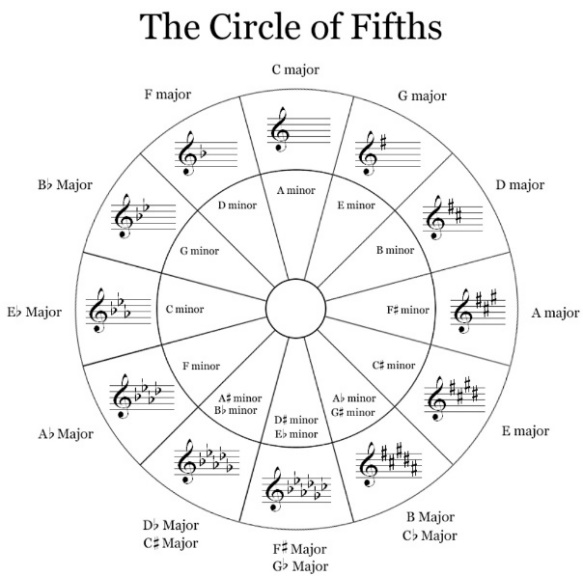 The Circle of Fifths
C major
G major
D major
A major
E major
B Major
C♭ Major
F♯ Major
G♭ Major
D♭ Major
C♯ Major
A♭ Major
E♭ Major
B♭ Major
F major
A minor
E minor
B minor
F♯ minor
C♯ minor
A♭ minor
G♯ minor
D♯ minor
E♭ minor
A♯ minor
B♭ minor
F minor
C minor
G minor
D minor